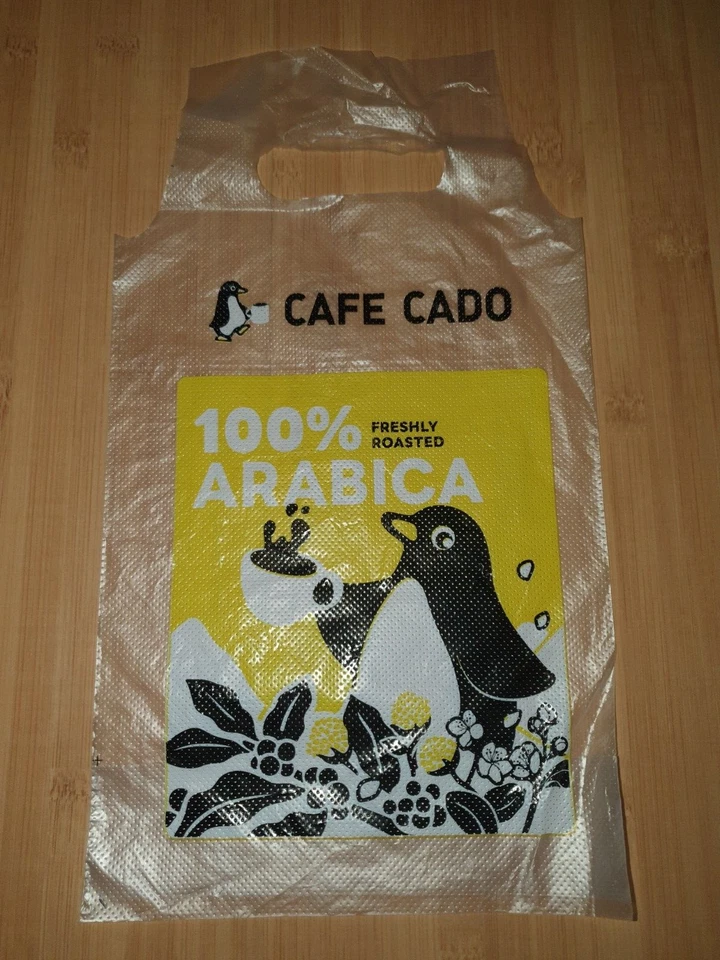 CAFE CADO
100% FRESHLY
ROASTED
ARABICA